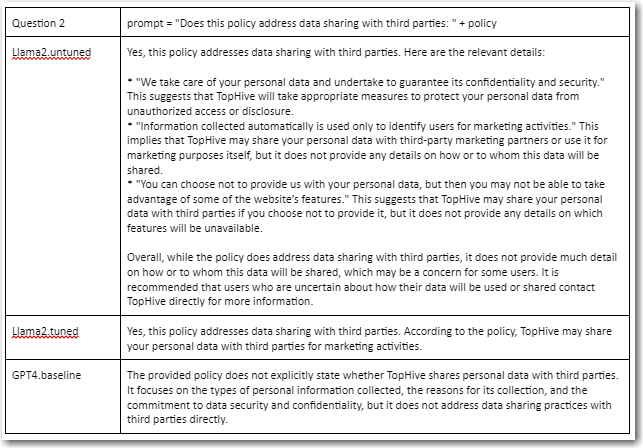 Question 2
prompt = "Does this policy address data sharing with third parties: " + policy
Llama2.untuned
Yes, this policy addresses data sharing with third parties. Here are the relevant details:
* "We take care of your personal data and undertake to guarantee its confidentiality and security."
This suggests that TopHive will take appropriate measures to protect your personal data from
unauthorized access or disclosure.
* "Information collected automatically is used only to identify users for marketing activities." This
implies that TopHive may share your personal data with third-party marketing partners or use it for
marketing purposes itself, but it does not provide any details on how or to whom this data will be
shared.
* "You can choose not to provide us with your personal data, but then you may not be able to take
advantage of some of the website's features." This suggests that TopHive may share your personal
data with third parties if you choose not to provide it, but it does not provide any details on which
features will be unavailable.
Overall, while the policy does address data sharing with third parties, it does not provide much detail
on how or to whom this data will be shared, which may be a concern for some users. It is
recommended that users who are uncertain about how their data will be used or shared contact
TopHive directly for more information.
Llama2.tuned
Yes, this policy addresses data sharing with third parties. According to the policy, TopHive may share
your personal data with third parties for marketing activities.
GPT4.baseline
The provided policy does not explicitly state whether TopHive shares personal data with third parties.
It focuses on the types of personal information collected, the reasons for its collection, and the
commitment to data security and confidentiality, but it does not address data sharing practices with
third parties directly.